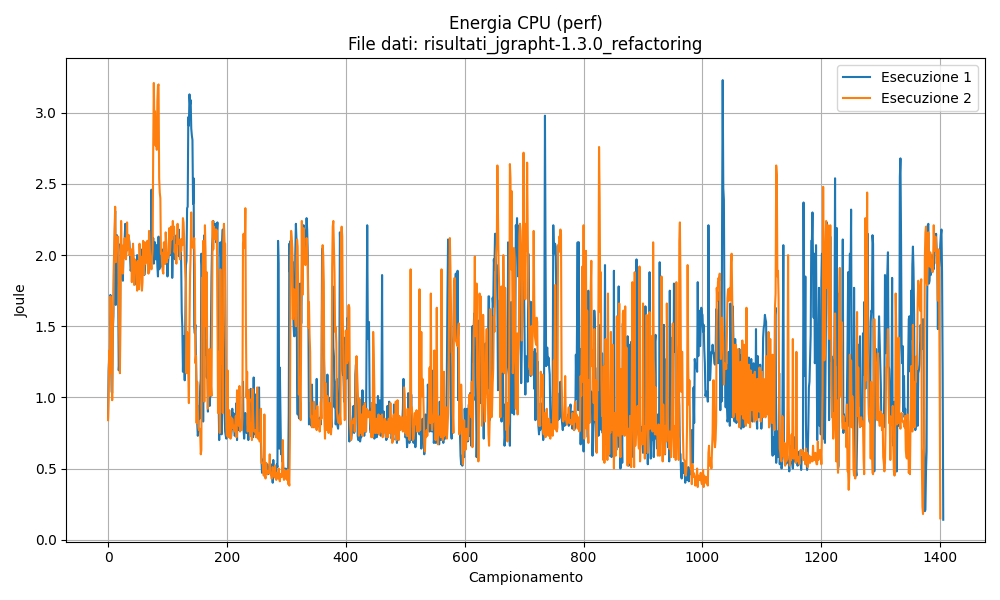 Energia CPU (perf)
File dati: risultati_jgrapht-1.3.0_refactoring
Esecuzione 1
Esecuzione 2
Joule
3.0
2.5
2.0
1.5
1.0
0.5
0.0
0 200 400 600 800 1000 1200 1400
Campionamento